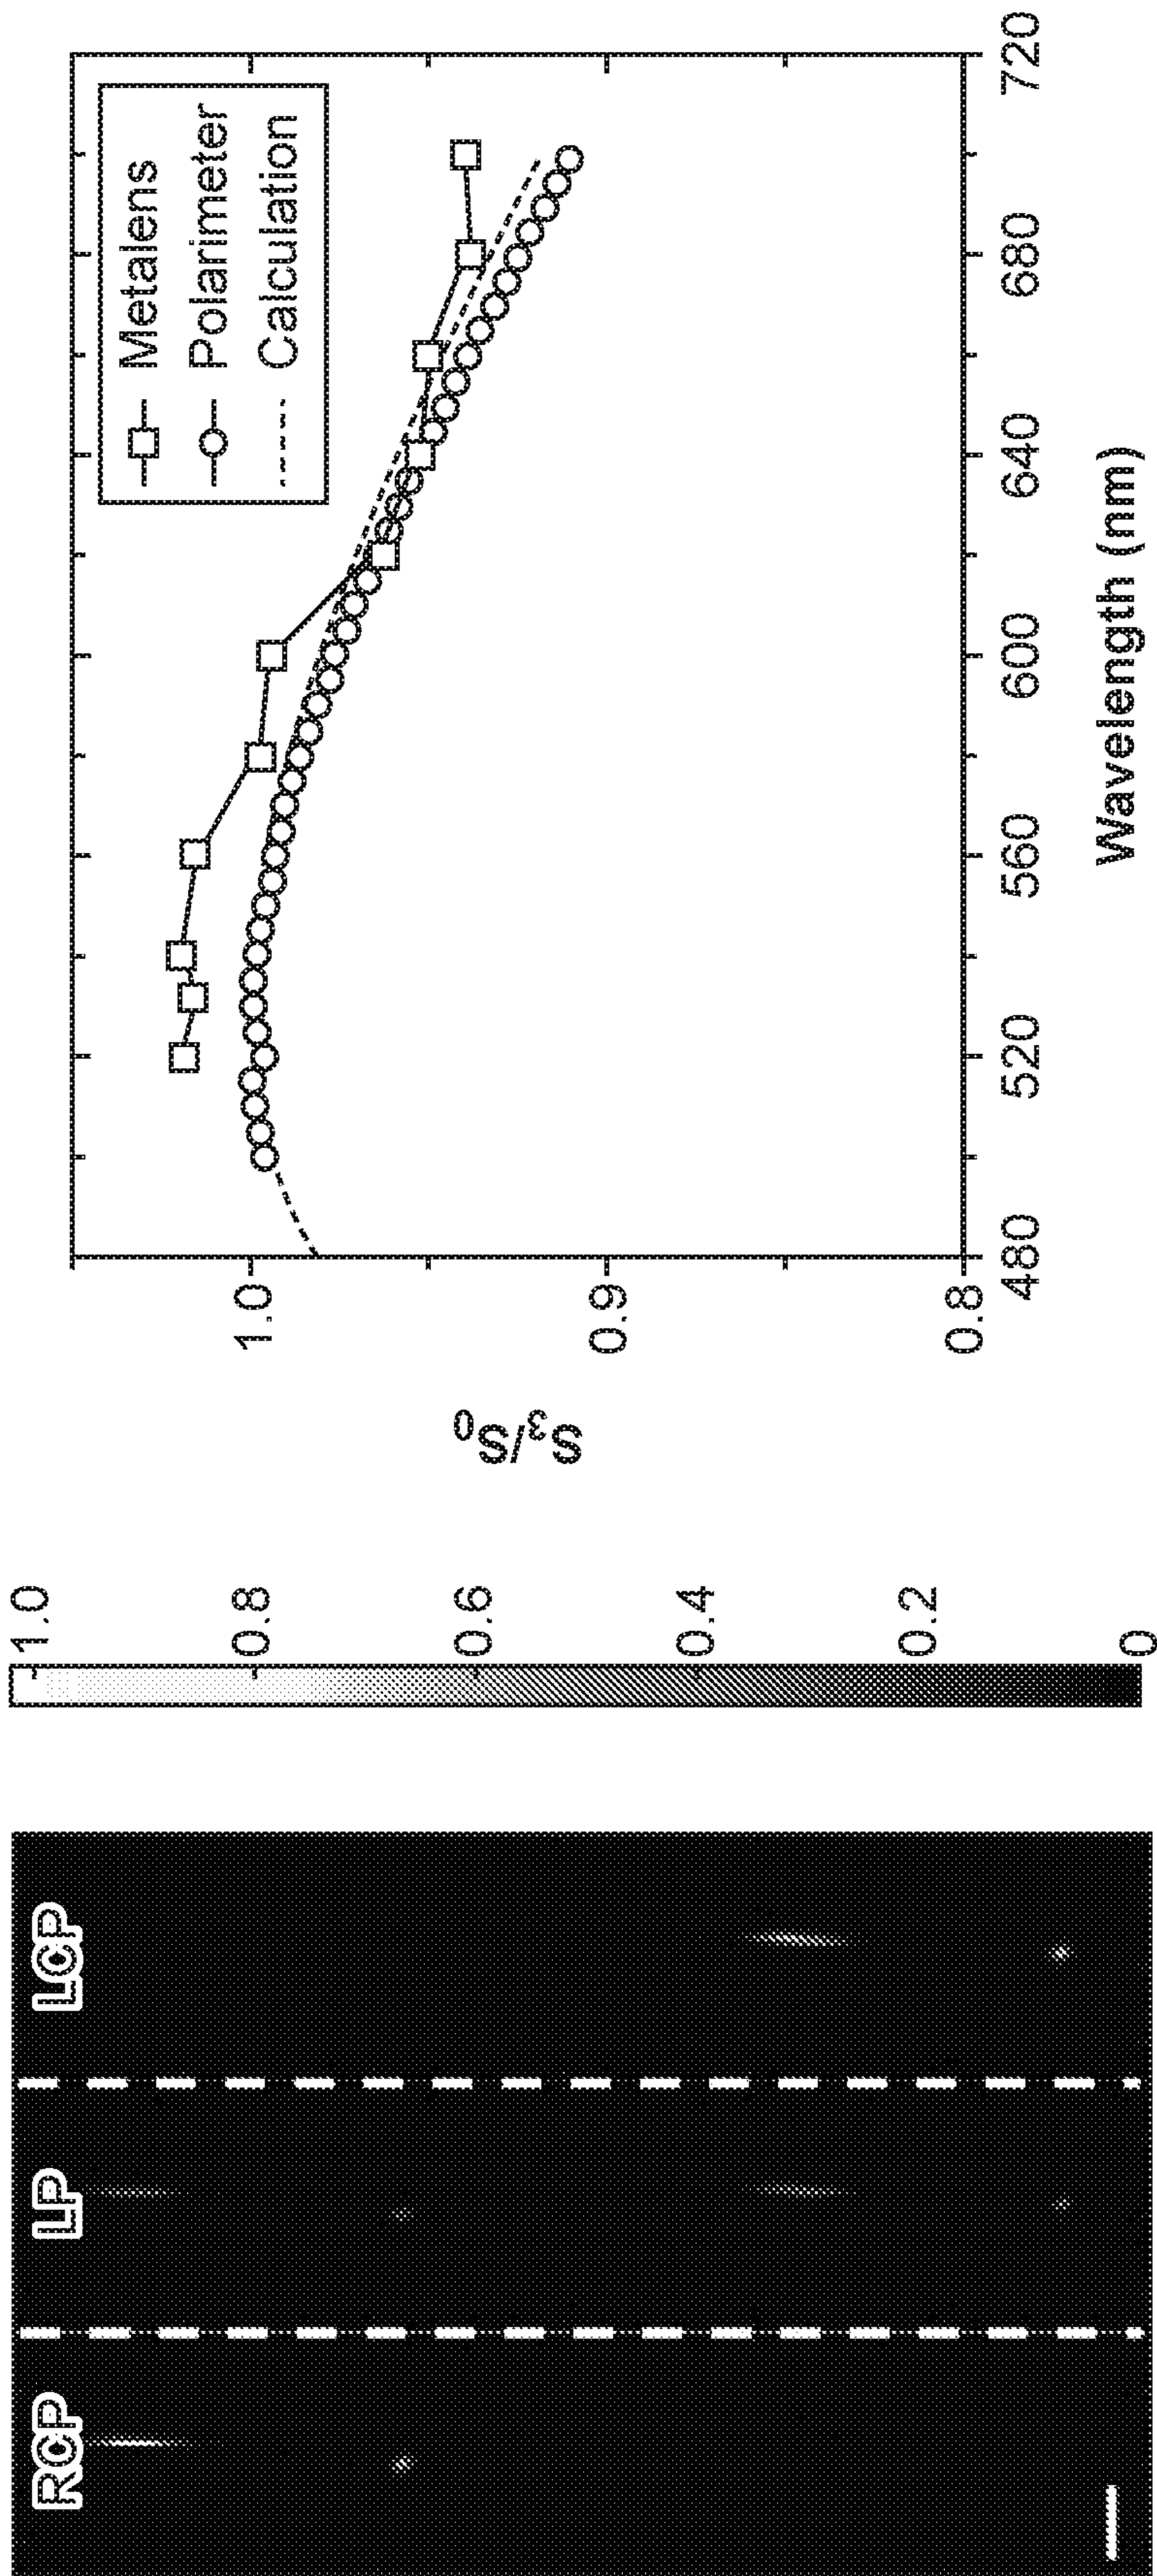 RCP
LP
LCP
1.0
0.8
0.6
0.4
0.2
0
S₃/S₀
1.0
0.9
0.8
Metalens
Polarimeter
Calculation
480 520 560 600 640 680 720
Wavelength (nm)